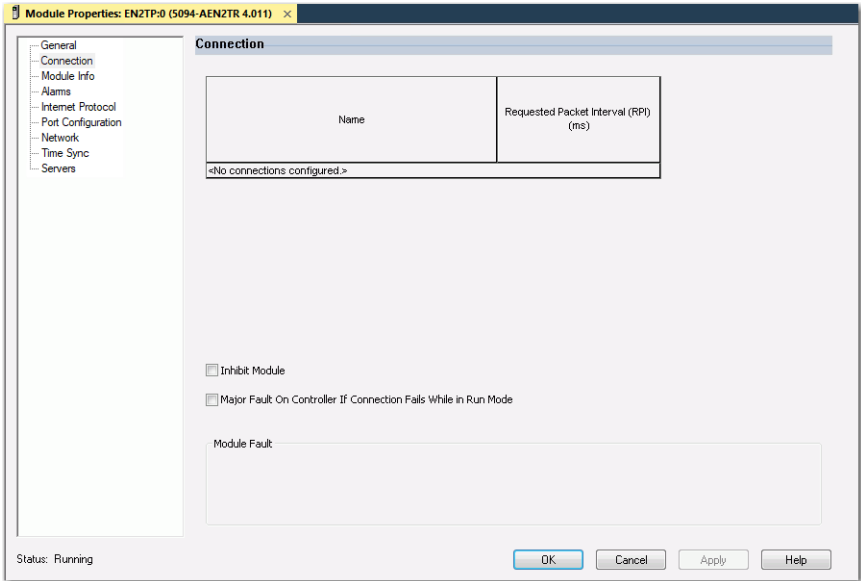 Module Properties: EN2TP:0 (5094-AEN2TR 4.011) ×
General
Connection
Module Info
Alarms
Internet Protocol
Port Configuration
Network
Time Sync
Servers
Connection
Name
Requested Packet Interval (RPI)
(ms)
<No connections configured.>
Inhibit Module
Major Fault On Controller If Connection Fails While in Run Mode
Module Fault
Status: Running
OK
Cancel
Apply
Help